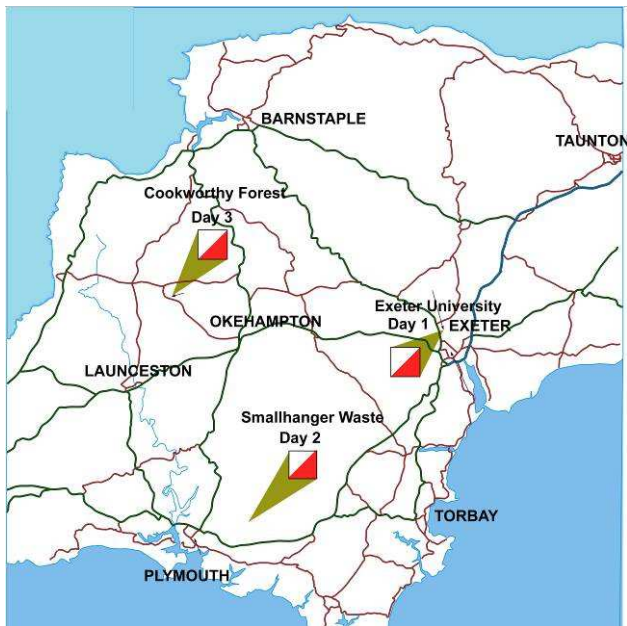 BARNSTAPLE
TAUNTON
Cookworthy Forest
Day 3
Exeter University
Day 1
EXETER
OKEHAMPTON
LAUNCESTON
Smallhanger Waste
Day 2
TORBAY
PLYMOUTH